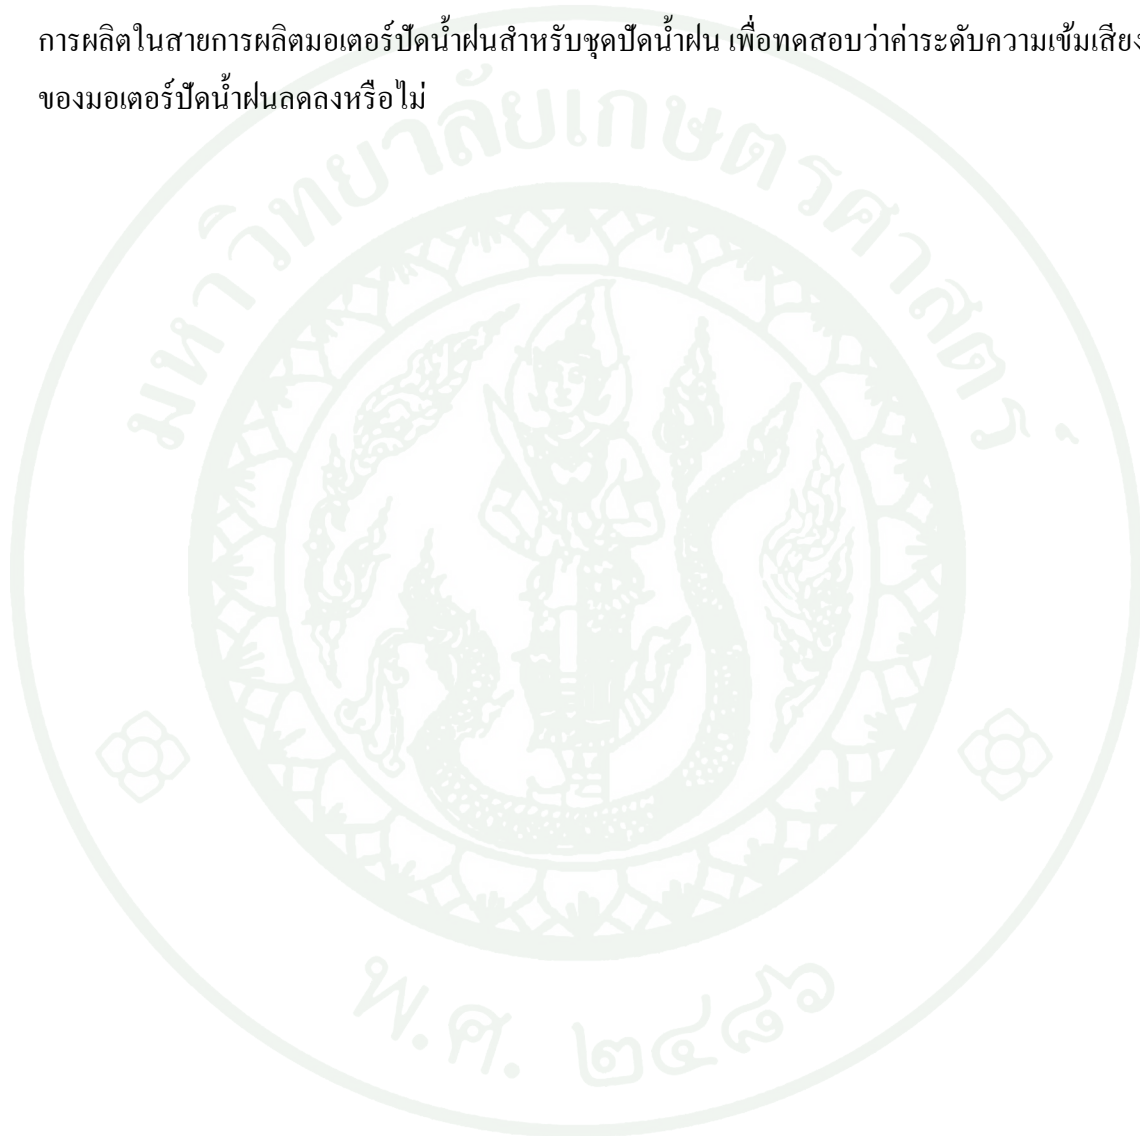 การผลิตในสายการผลิตมอเตอร์ปัดน้ำฝนสำหรับชุดปัดน้ำฝน เพื่อทดสอบว่าค่าระดับความเข้มเสียง
ของมอเตอร์ปัดน้ำฝนลดลงหรือไม่
มหาวิทยาลัยเกษตรศาสตร์
พ.ศ. ๒๔๘๖